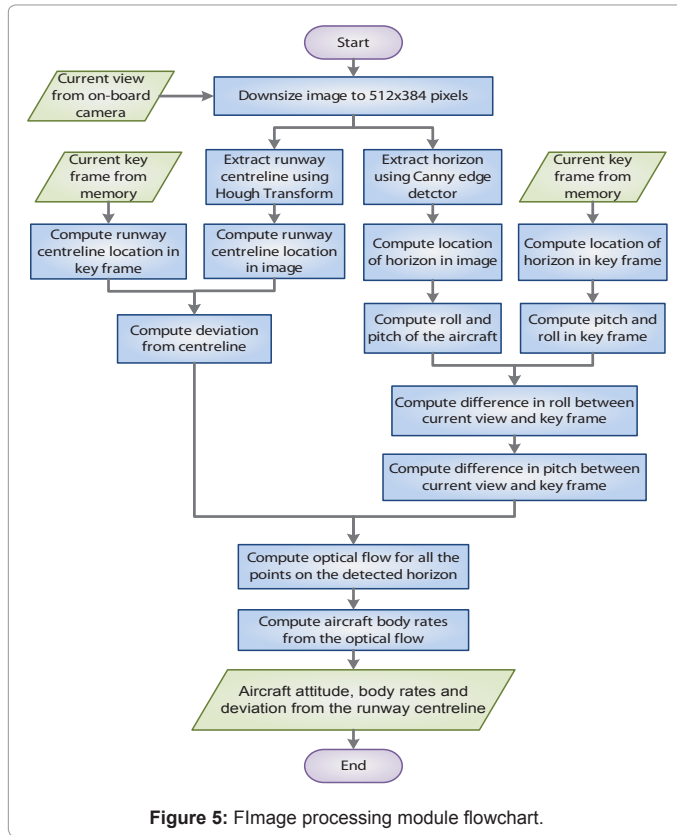 Start
Current view
from on-board
camera
Downsize image to 512x384 pixels
Current key
frame from
memory
Extract runway
centreline using
Hough Transform
Extract horizon
using Canny edge
detctor
Current key
frame from
memory
Compute runway
centreline location in
key frame
Compute runway
centreline location
in image
Compute location
of horizon in image
Compute location of
horizon in key frame
Compute deviation
from centreline
Compute roll and
pitch of the aircraft
Compute pitch and
roll in key frame
Compute difference in roll between
current view and key frame
Compute difference in pitch between
current view and key frame
Compute optical flow for all the
points on the detected horizon
Compute aircraft body rates
from the optical flow
Aircraft attitude, body rates and
deviation from the runway centreline
End
Figure 5: FImage processing module flowchart.